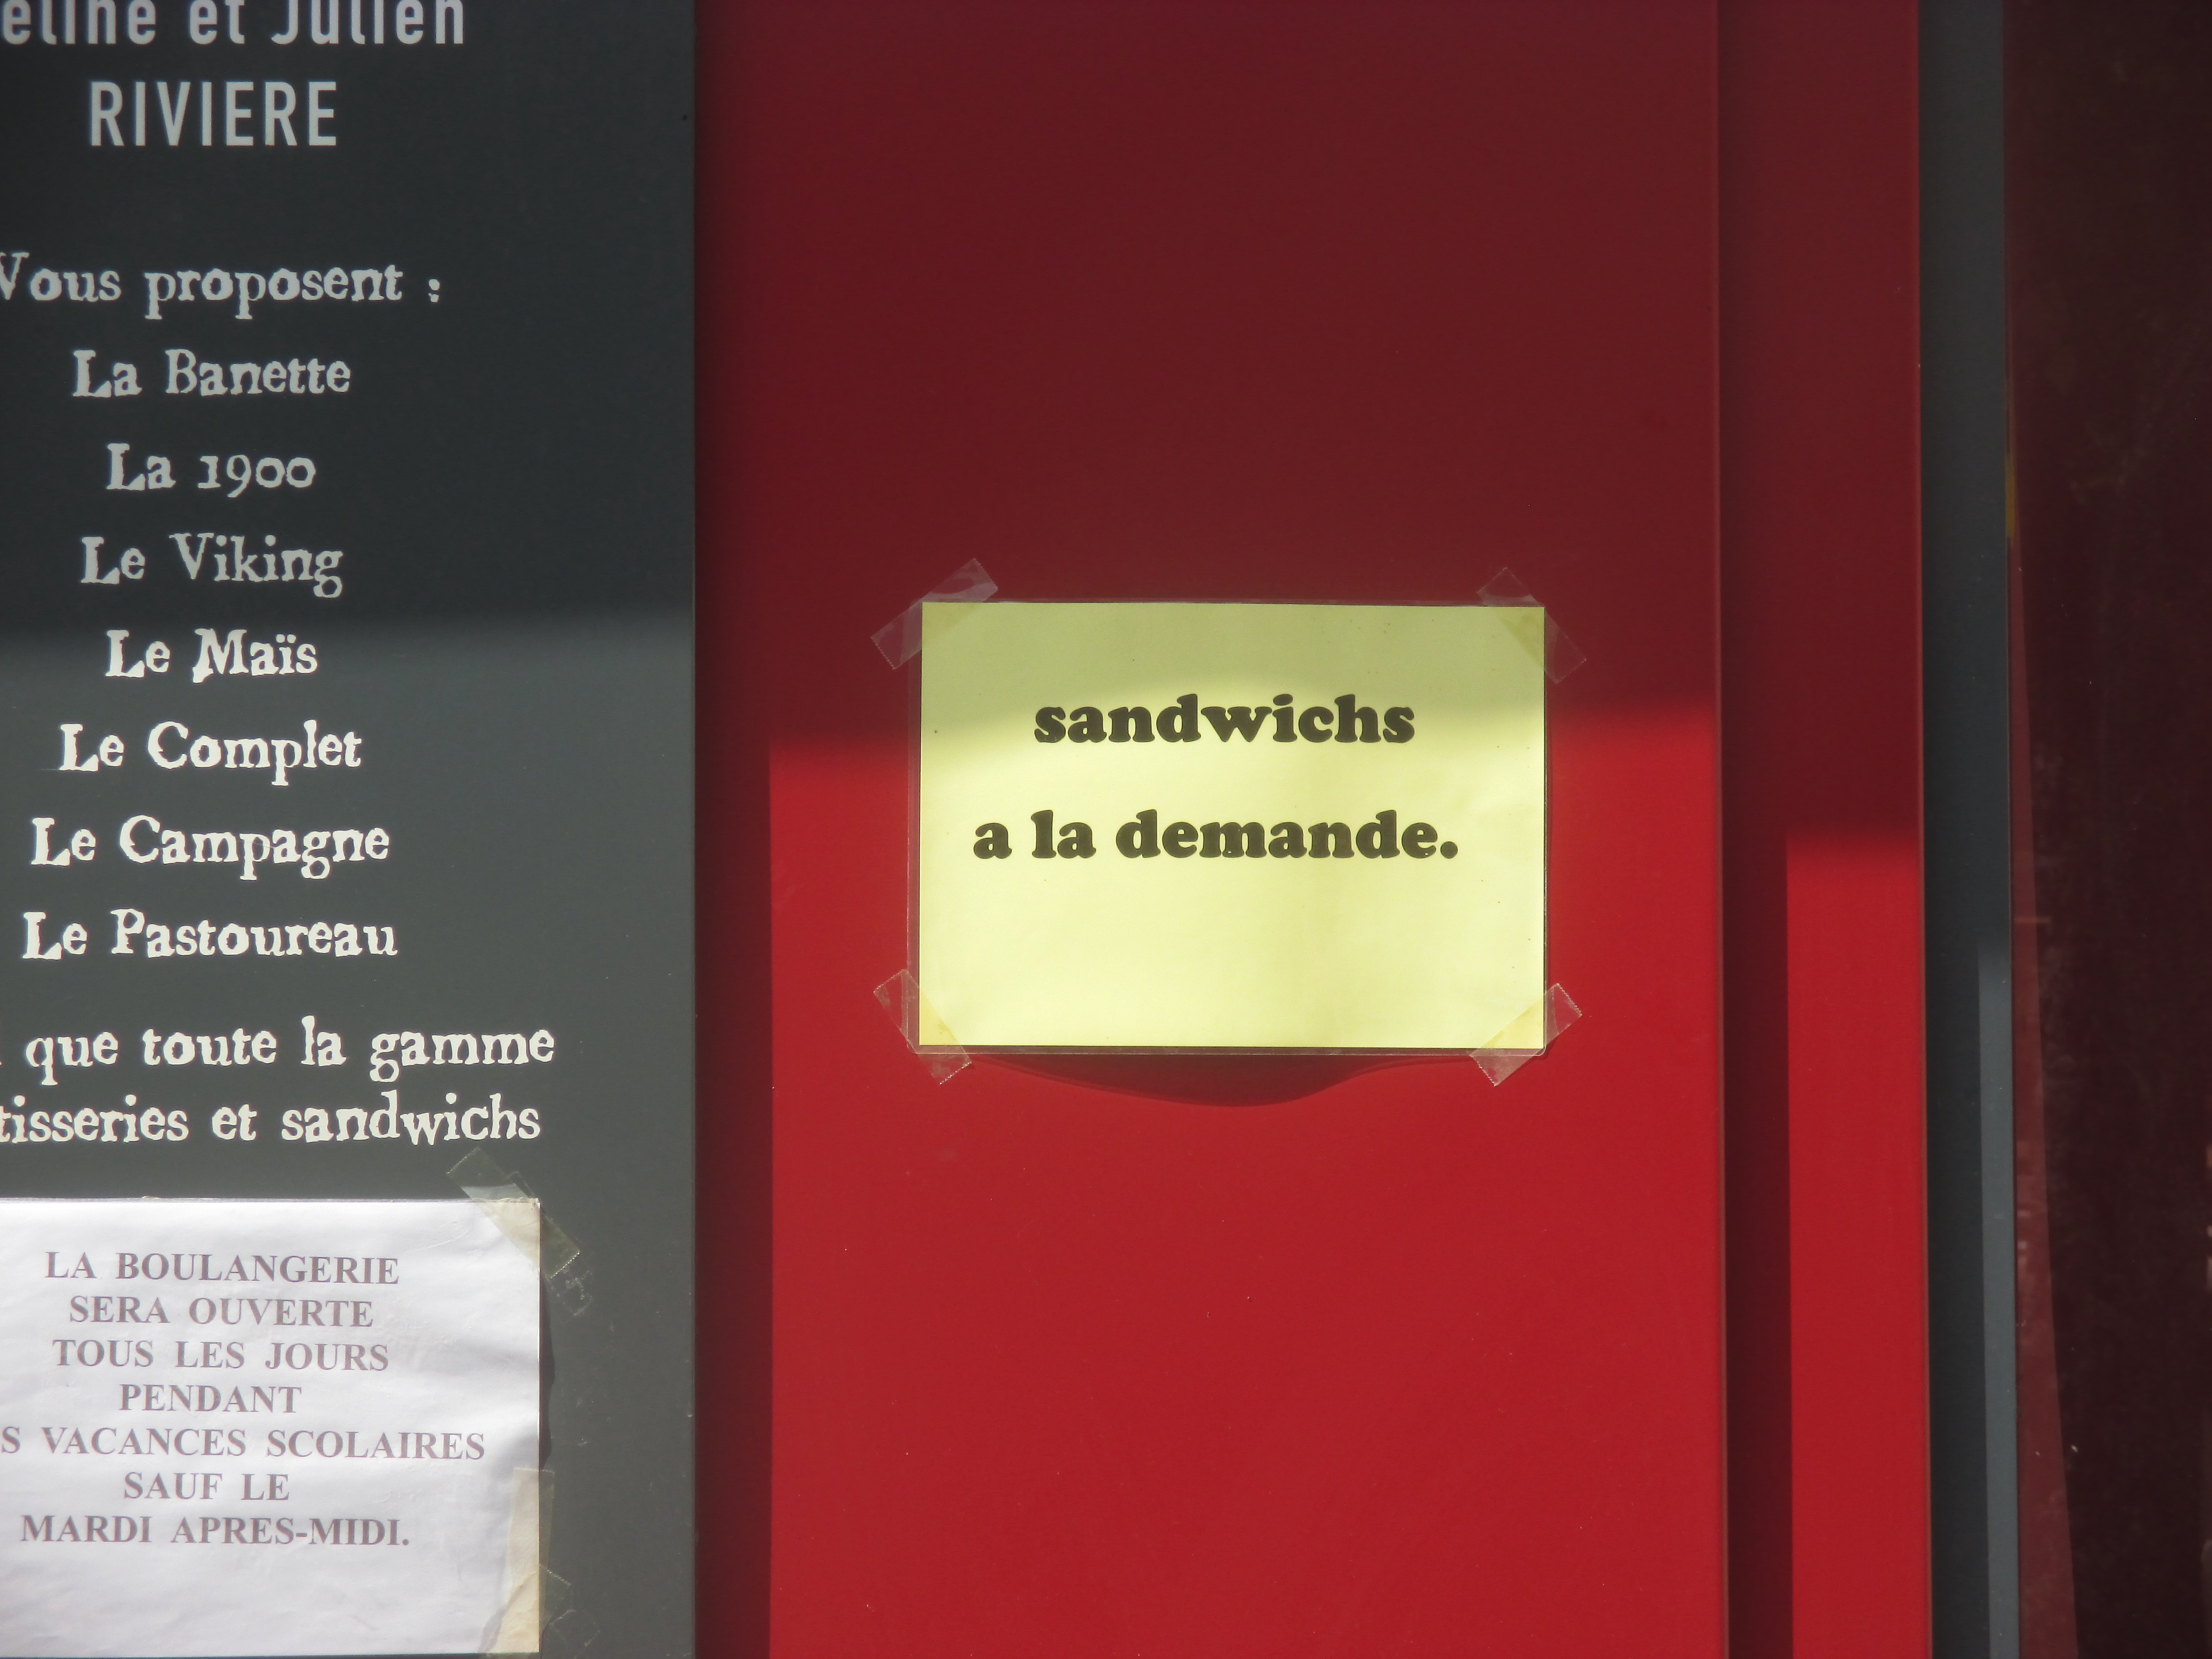 et Julien
RIVIERE
Vous proposent :
La Banette
La 1900
Le Viking
Le Maïs
Le Complet
Le Campagne
Le Pastoureau
que toute la gamme
et sandwichs
LA BOULANGERIE
SERA OUVERTE
TOUS LES JOURS
PENDANT
VACANCES SCOLAIRES
SAUF LE
MARDI APRES-MIDI.
sandwichs
a la demande.